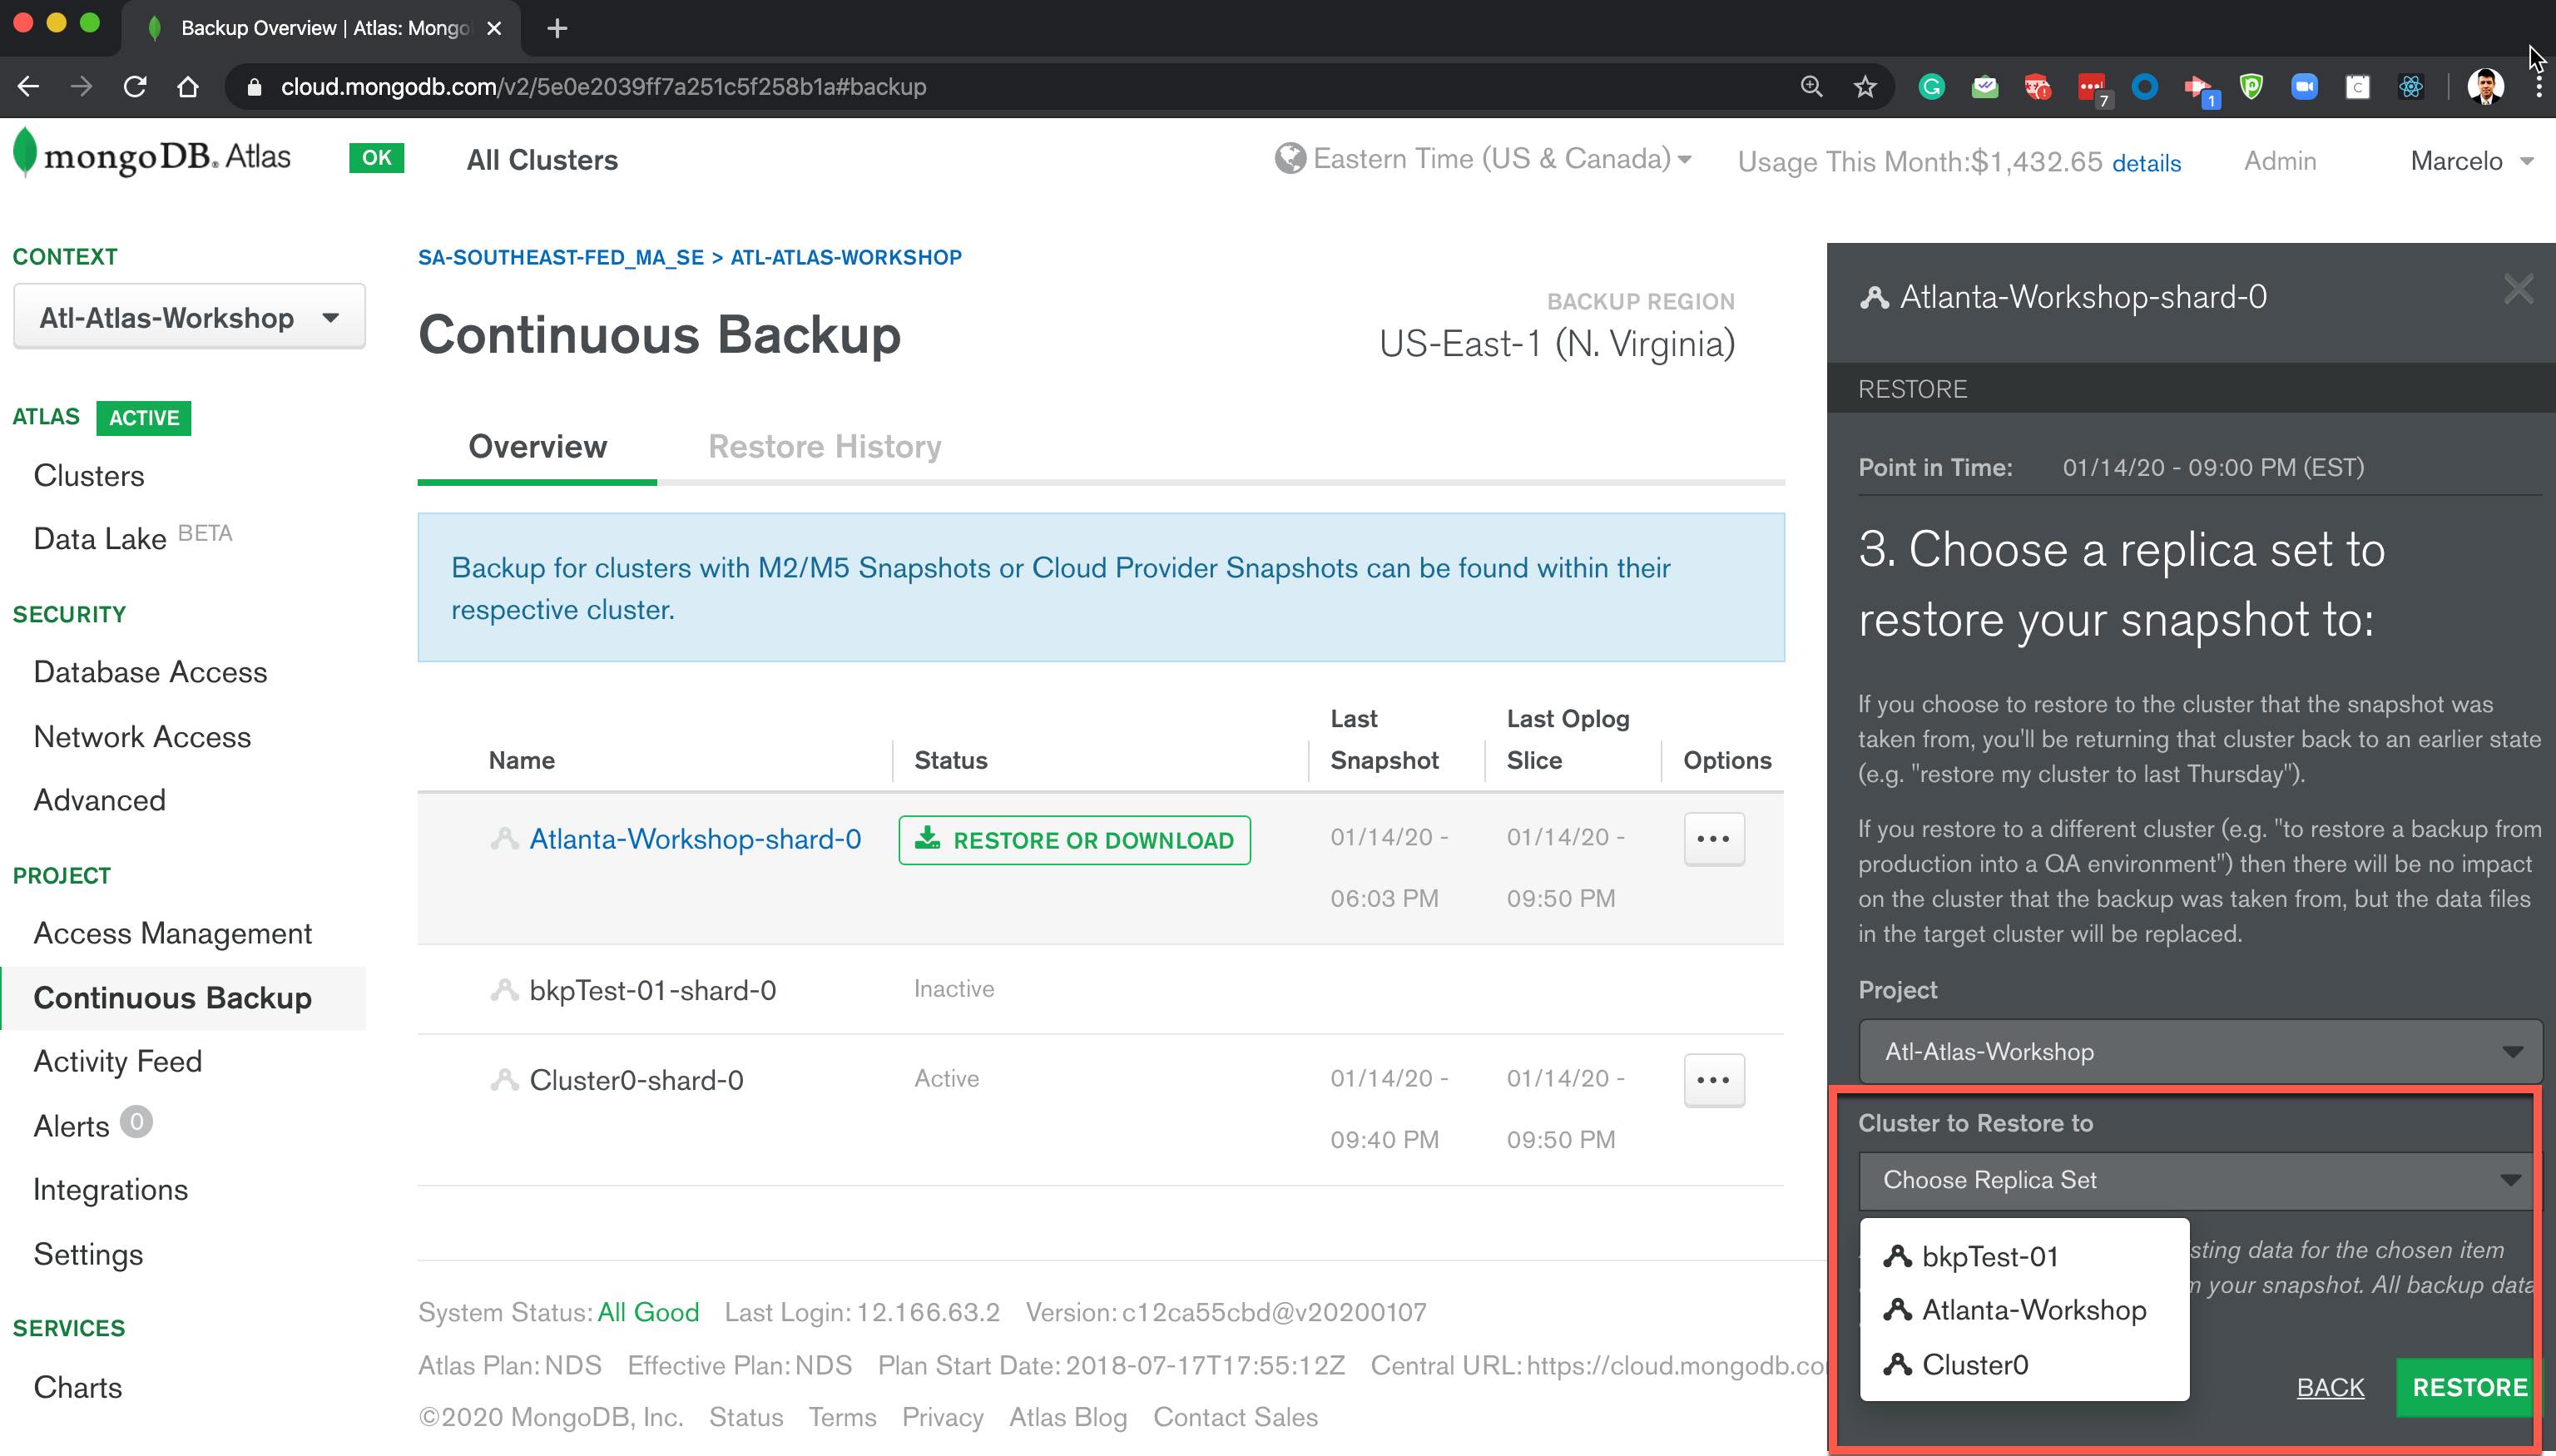 Backup Overview | Atlas: Mongo
cloud.mongodb.com/v2/5e0e2039ff7a251c5f258b1a#backup
7
1
C
mongoDB. Atlas
OK
All Clusters
Eastern Time (US & Canada)
Usage This Month:$1,432.65 details
Admin
Marcelo
CONTEXT
Atl-Atlas-Workshop
ATLAS ACTIVE
Clusters
Data Lake BETA
SECURITY
Database Access
Network Access
Advanced
PROJECT
Access Management
Continuous Backup
Activity Feed
Alerts 0
Integrations
Settings
SERVICES
Charts
SA-SOUTHEAST-FED_MA_SE > ATL-ATLAS-WORKSHOP
Continuous Backup
BACKUP REGION
US-East-1 (N. Virginia)
Overview
Restore History
Backup for clusters with M2/M5 Snapshots or Cloud Provider Snapshots can be found within their
respective cluster.
Name
Status
Last
Snapshot
Last Oplog
Slice
Options
Atlanta-Workshop-shard-0
RESTORE OR DOWNLOAD
01/14/20 -
06:03 PM
01/14/20 -
09:50 PM
bkpTest-01-shard-0
Inactive
Cluster0-shard-0
Active
01/14/20 -
09:40 PM
01/14/20 -
09:50 PM
System Status: All Good Last Login: 12.166.63.2 Version: c12ca55cbd@v20200107
Atlas Plan: NDS Effective Plan: NDS Plan Start Date: 2018-07-17T17:55:12Z Central URL: https://cloud.mongodb.co
©2020 MongoDB, Inc. Status Terms Privacy Atlas Blog Contact Sales
Atlanta-Workshop-shard-0
RESTORE
Point in Time: 01/14/20 - 09:00 PM (EST)
3. Choose a replica set to
restore your snapshot to:
If you choose to restore to the cluster that the snapshot was
taken from, you'll be returning that cluster back to an earlier state
(e.g. "restore my cluster to last Thursday").
If you restore to a different cluster (e.g. "to restore a backup from
production into a QA environment") then there will be no impact
on the cluster that the backup was taken from, but the data files
in the target cluster will be replaced.
Project
Atl-Atlas-Workshop
Cluster to Restore to
Choose Replica Set
bkpTest-01
Atlanta-Workshop
Cluster0
sting data for the chosen item
your snapshot. All backup data
BACK
RESTORE